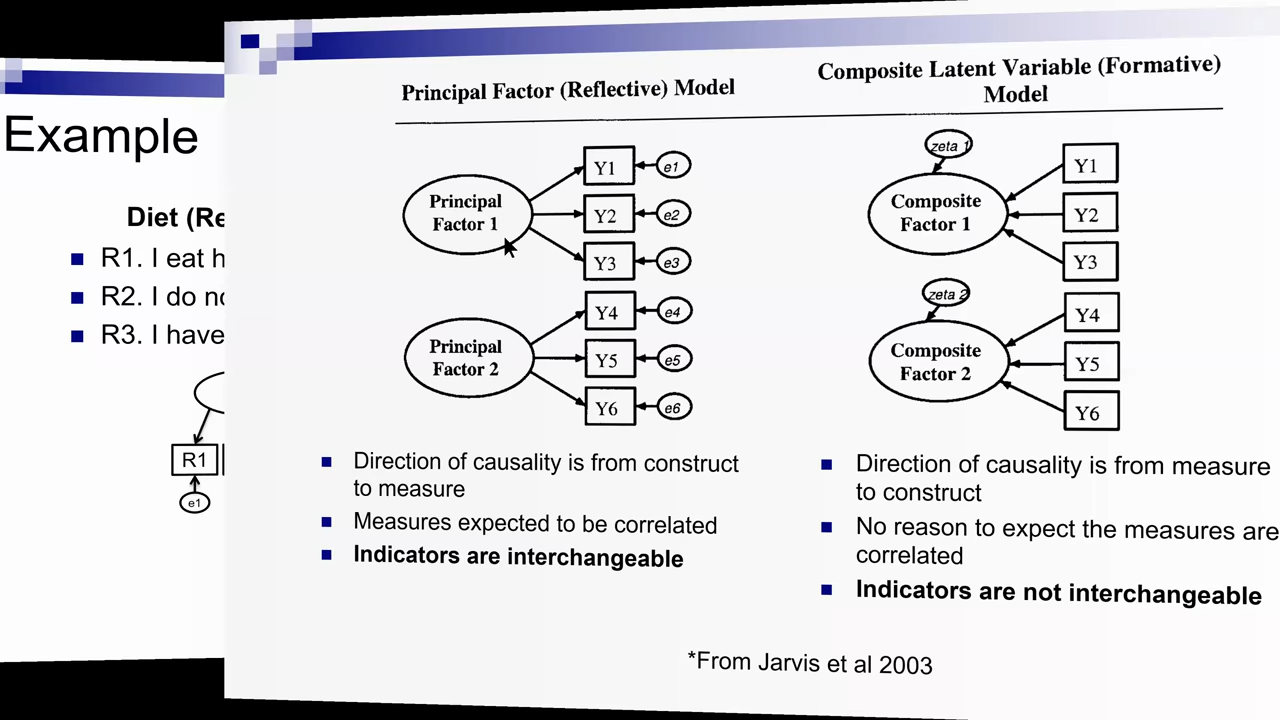 Example
Diet (Re
R1. I eat h
R2. I do no
R3. I have
R1
e1
Principal Factor (Reflective) Model
Principal
Factor 1
Y1
e1
Y2
e2
Y3
e3
Principal
Factor 2
Y4
e4
Y5
e5
Y6
e6
Direction of causality is from construct
to measure
Measures expected to be correlated
Indicators are interchangeable
Composite Latent Variable (Formative)
Model
zeta 1
Composite
Factor 1
Y1
Y2
Y3
zeta 2
Composite
Factor 2
Y4
Y5
Y6
Direction of causality is from measure
to construct
No reason to expect the measures are
correlated
Indicators are not interchangeable
*From Jarvis et al 2003